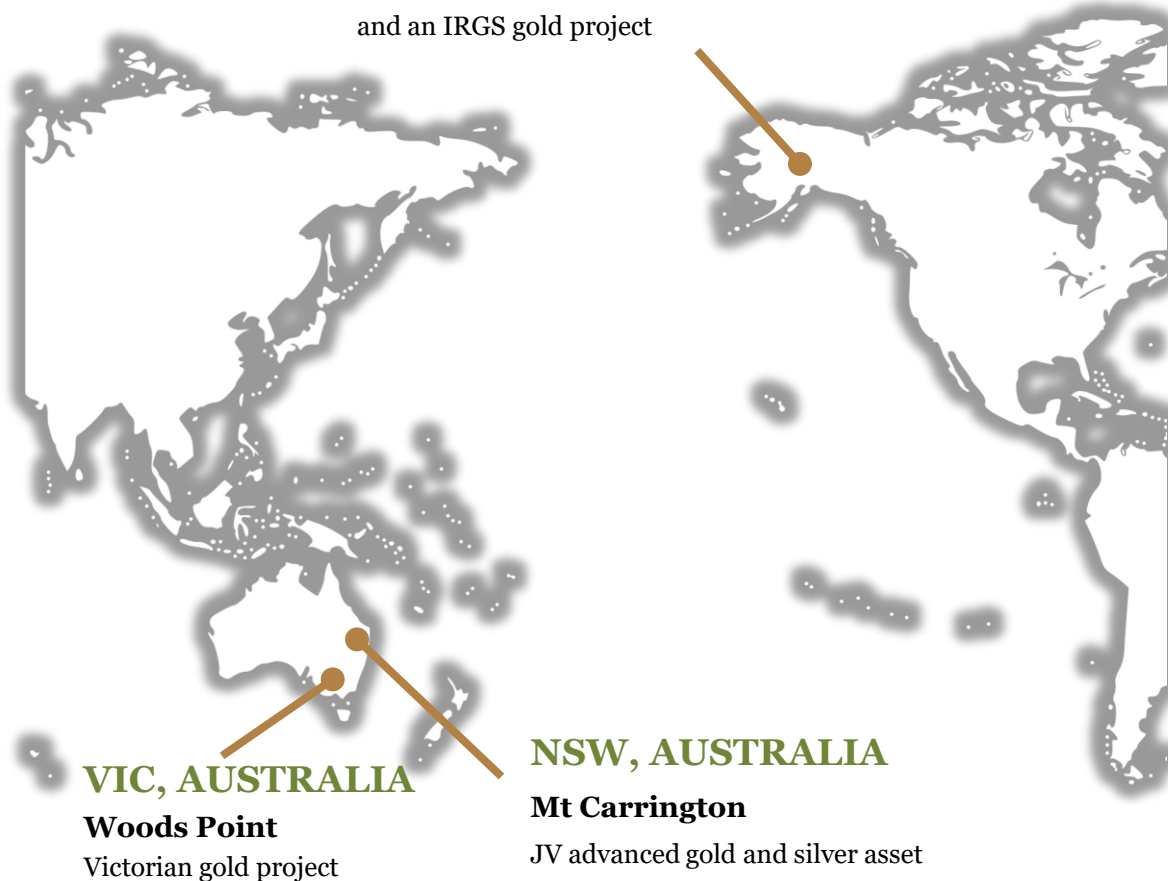 and an IRGS gold project
VIC, AUSTRALIA
Woods Point
Victorian gold project
NSW, AUSTRALIA
Mt Carrington
JV advanced gold and silver asset